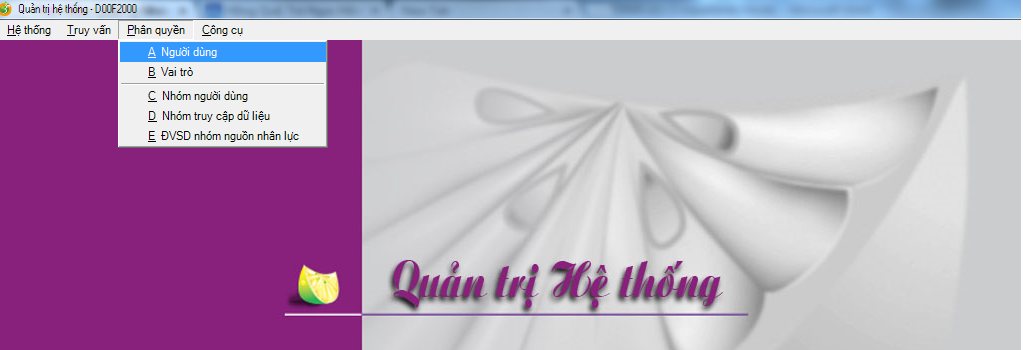 Quản trị hệ thống - D00F2000
Hệ thống Truy vấn Phân quyền Công cụ
A Người dùng
B Vai trò
C Nhóm người dùng
D Nhóm truy cập dữ liệu
E ĐVSD nhóm nguồn nhân lực
Quản trị Hệ thống